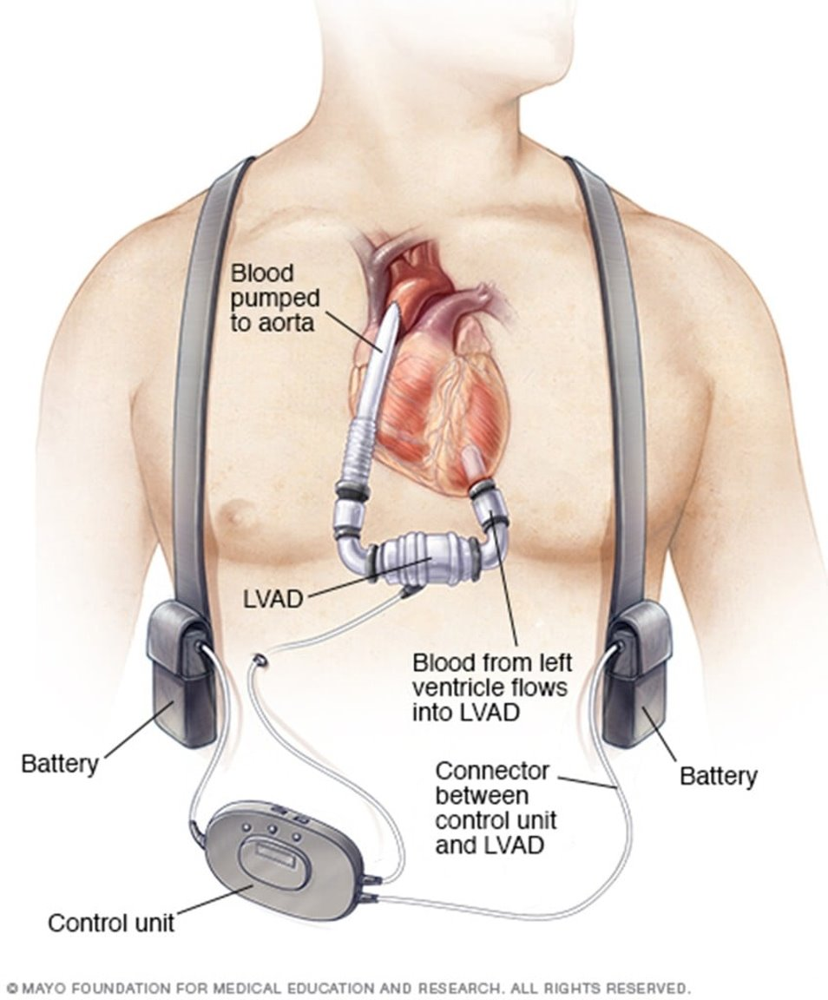 Blood
pumped
to aorta
LVAD
Blood from left
ventricle flows
into LVAD
Battery
Connector
between
control unit
and LVAD
Battery
Control unit
© MAYO FOUNDATION FOR MEDICAL EDUCATION AND RESEARCH. ALL RIGHTS RESERVED.